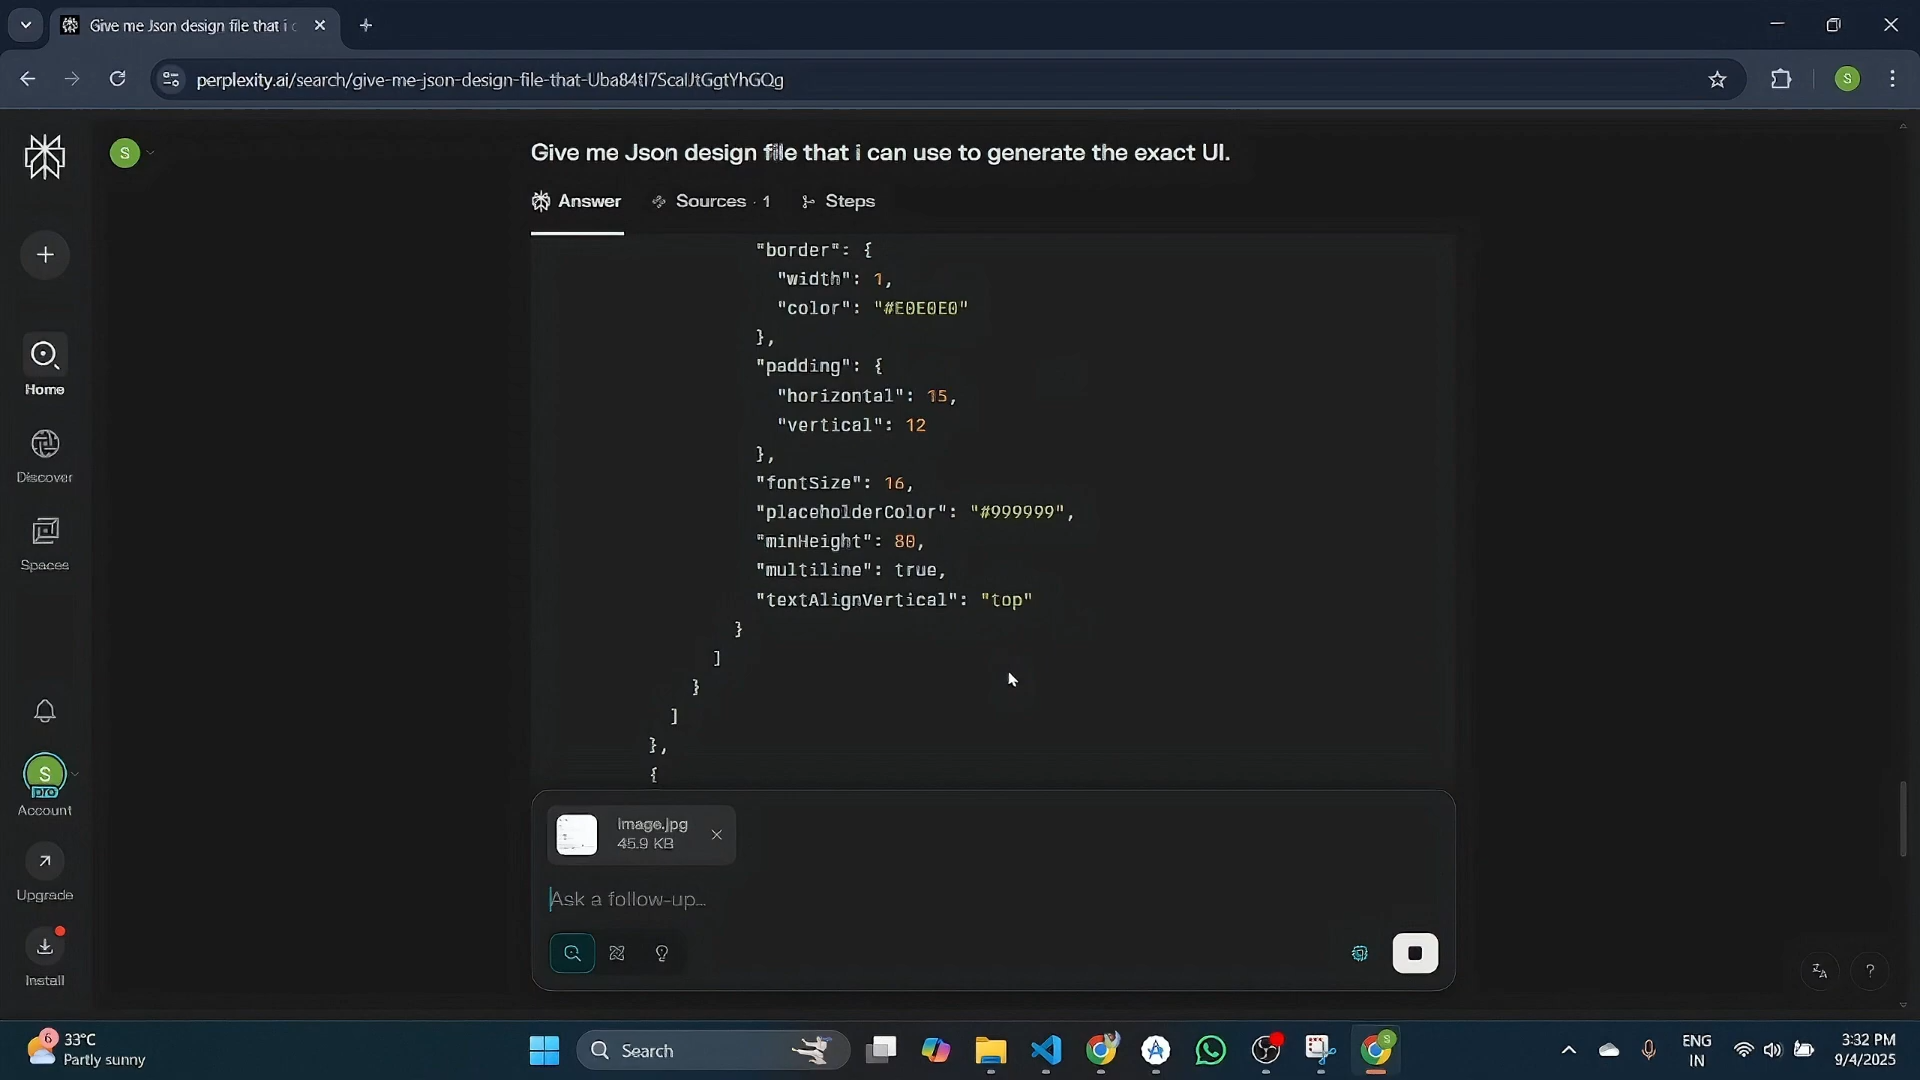 Give me Json design file that i c
perplexity.ai/search/give-me-json-design-file-that-Uba84tI7ScalJtGgtYhGQg
S
S
Give me Json design file that i can use to generate the exact UI.
Answer
Sources · 1
Steps
"border": {
"width": 1,
"color": "#E0E0E0"
},
"padding": {
"horizontal": 15,
"vertical": 12
},
"fontSize": 16,
"placeholderColor": "#999999",
"minHeight": 80,
"multiline": true,
"textAlignVertical": "top"
}
]
}
]
},
{
Home
Discover
Spaces
S
pro
Account
Upgrade
Install
image.jpg
45.9 KB
Ask a follow-up…
?
6
33°C
Partly sunny
Search
S
ENG
IN
3:32 PM
9/4/2025